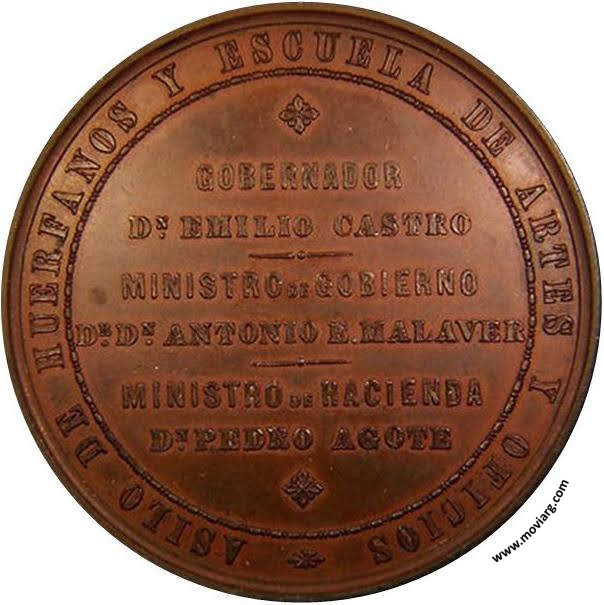 ASILO DE HUERFANOS Y ESCUELA DE ARTES Y OFICIOS
GOBERNADOR
DN. EMILIO CASTRO
MINISTRO DE GOBIERNO
DR. DN. ANTONIO E. MALAVER
MINISTRO DE HACIENDA
DN. PEDRO AGOTE
www.moviarg.com